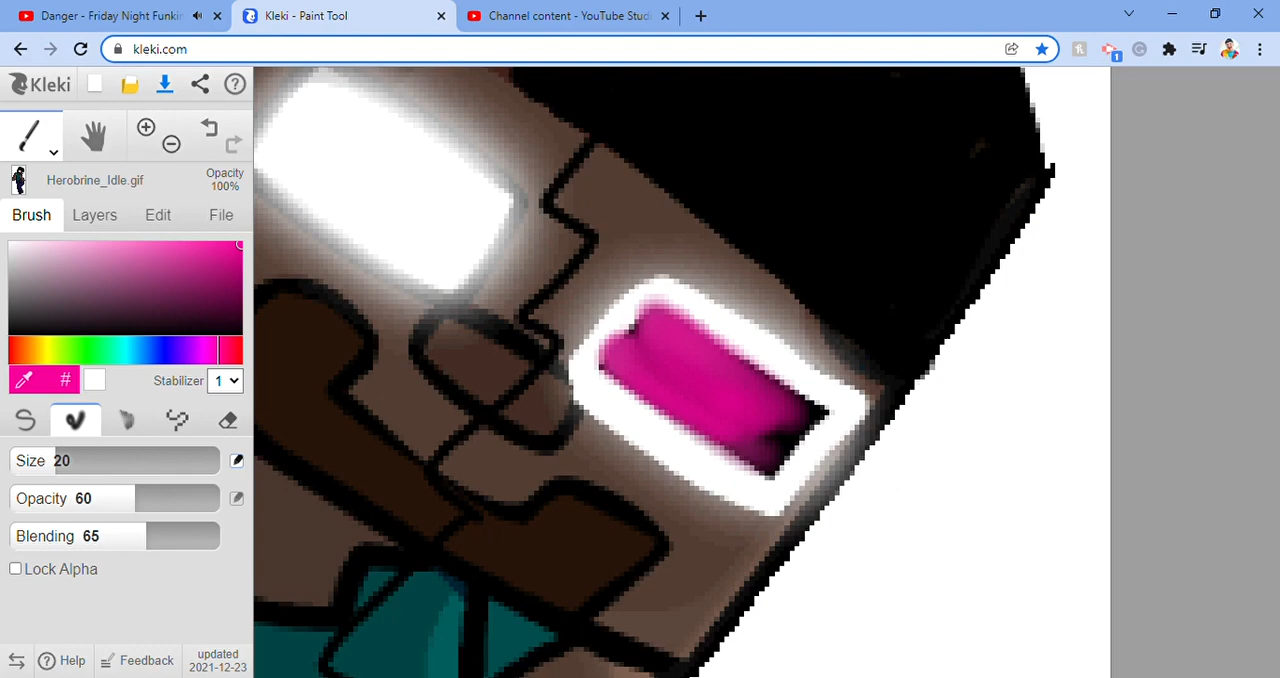 Danger - Friday Night Funkin
Kleki - Paint Tool
Channel content - YouTube Stud
kleki.com
1
Kleki
Herobrine_Idle.gif
Opacity
100%
Brush Layers Edit File
#
Stabilizer 1
Size 20
Opacity 60
Blending 65
Lock Alpha
Help
Feedback
updated
2021-12-23